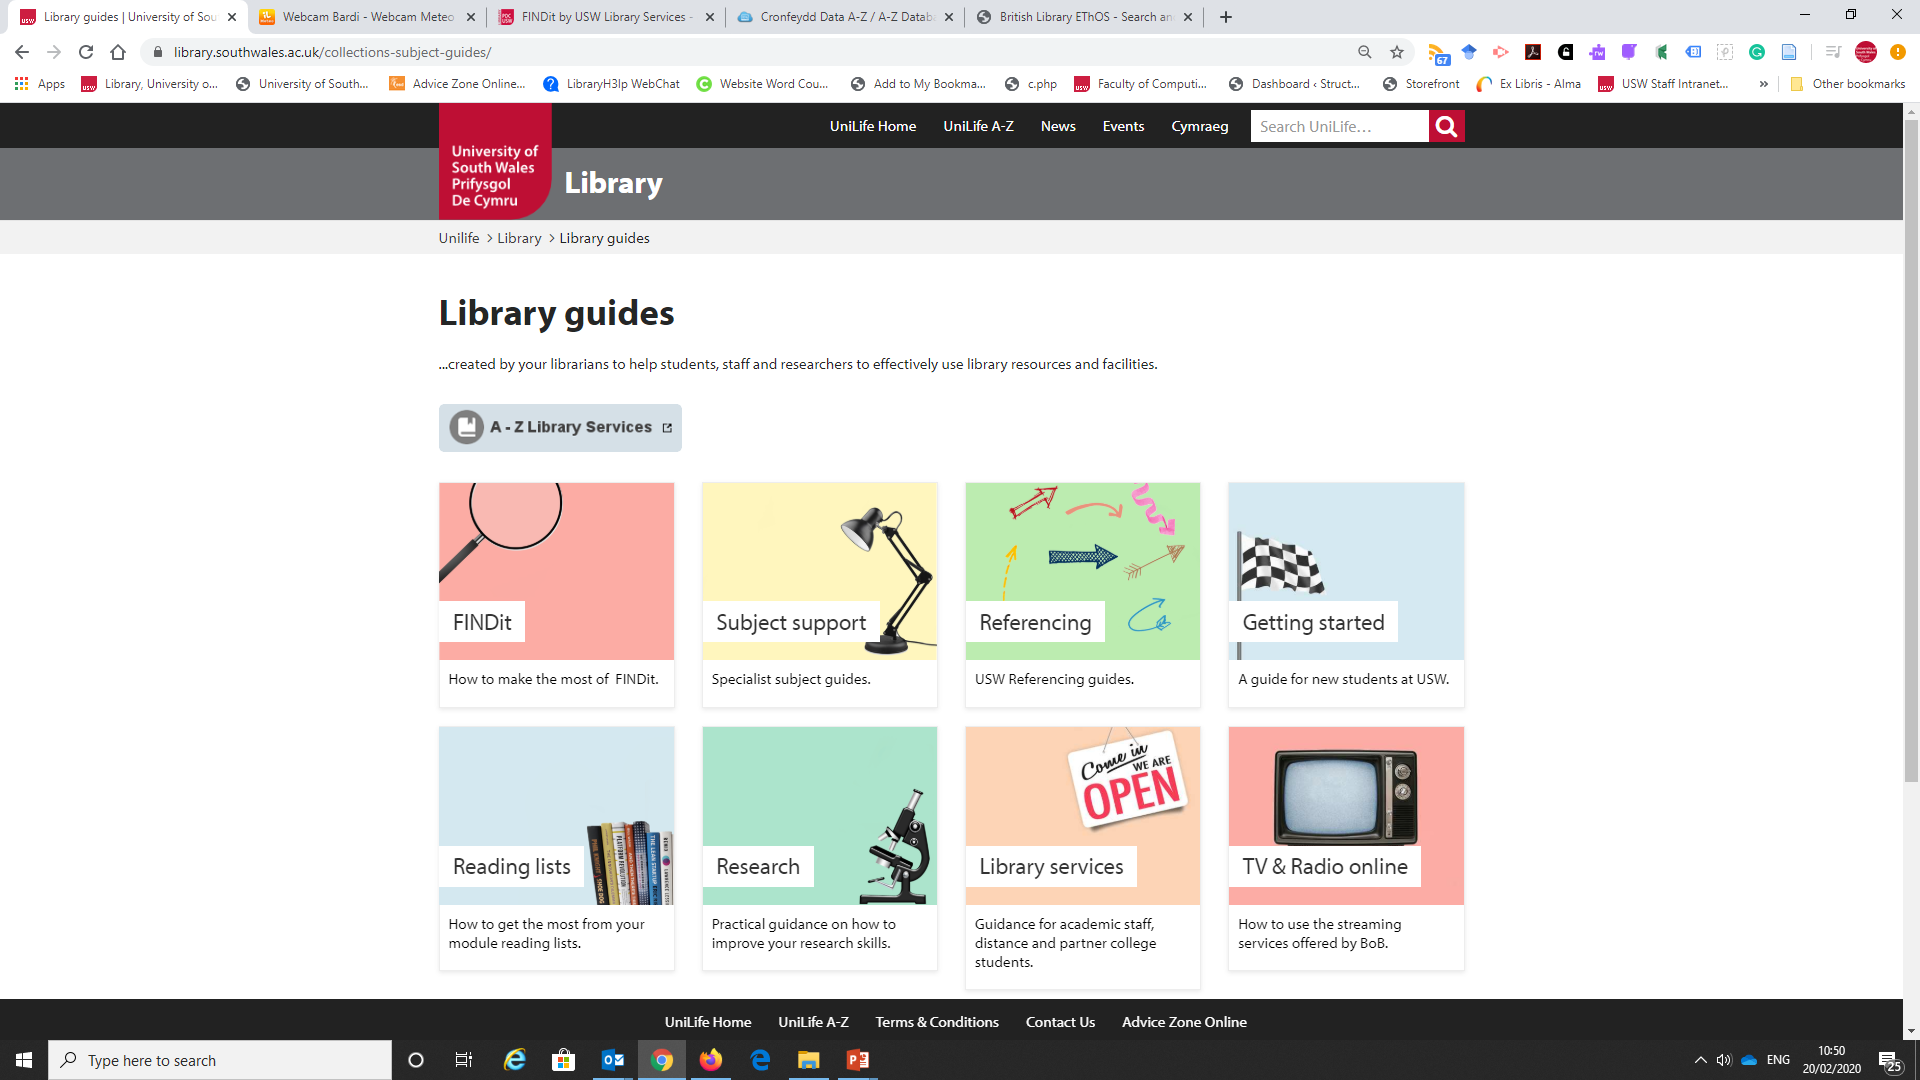 Library guides | University of Sou
Webcam Bardi - Webcam Meteo
FINDit by USW Library Services -
Cronfeydd Data A-Z / A-Z Databa
British Library EThOS - Search an
library.southwales.ac.uk/collections-subject-guides/
67
Apps
Library, University o...
University of South...
Advice Zone Online...
LibraryH3lp WebChat
Website Word Cou...
Add to My Bookma...
c.php
Faculty of Computi...
Dashboard ‹ Struct...
Storefront
Ex Libris - Alma
USW Staff Intranet...
»
Other bookmarks
UniLife Home
UniLife A-Z
News
Events
Cymraeg
Search UniLife...
University of
South Wales
Prifysgol
De Cymru
Library
Unilife > Library > Library guides
Library guides
...created by your librarians to help students, staff and researchers to effectively use library resources and facilities.
A - Z Library Services
FINDit
How to make the most of FINDit.
Subject support
Specialist subject guides.
Referencing
USW Referencing guides.
Getting started
A guide for new students at USW.
Reading lists
How to get the most from your
module reading lists.
Research
Practical guidance on how to
improve your research skills.
Come in
WE ARE
OPEN
Library services
Guidance for academic staff,
distance and partner college
students.
TV & Radio online
How to use the streaming
services offered by BoB.
UniLife Home
UniLife A-Z
Terms & Conditions
Contact Us
Advice Zone Online
Type here to search
ENG
10:50
20/02/2020
25